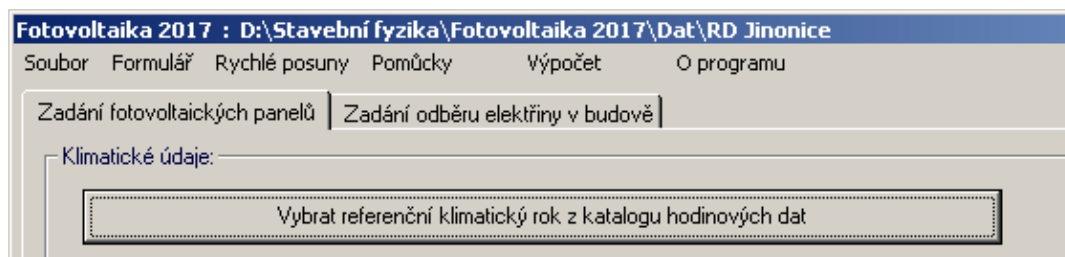 Fotovoltaika 2017 : D:\Stavební fyzika\Fotovoltaika 2017\Dat\RD Jinonice
Soubor Formulář Rychlé posuny Pomůcky Výpočet O programu
Zadání fotovoltaických panelů Zadání odběru elektřiny v budově
Klimatické údaje:
Vybrat referenční klimatický rok z katalogu hodinových dat